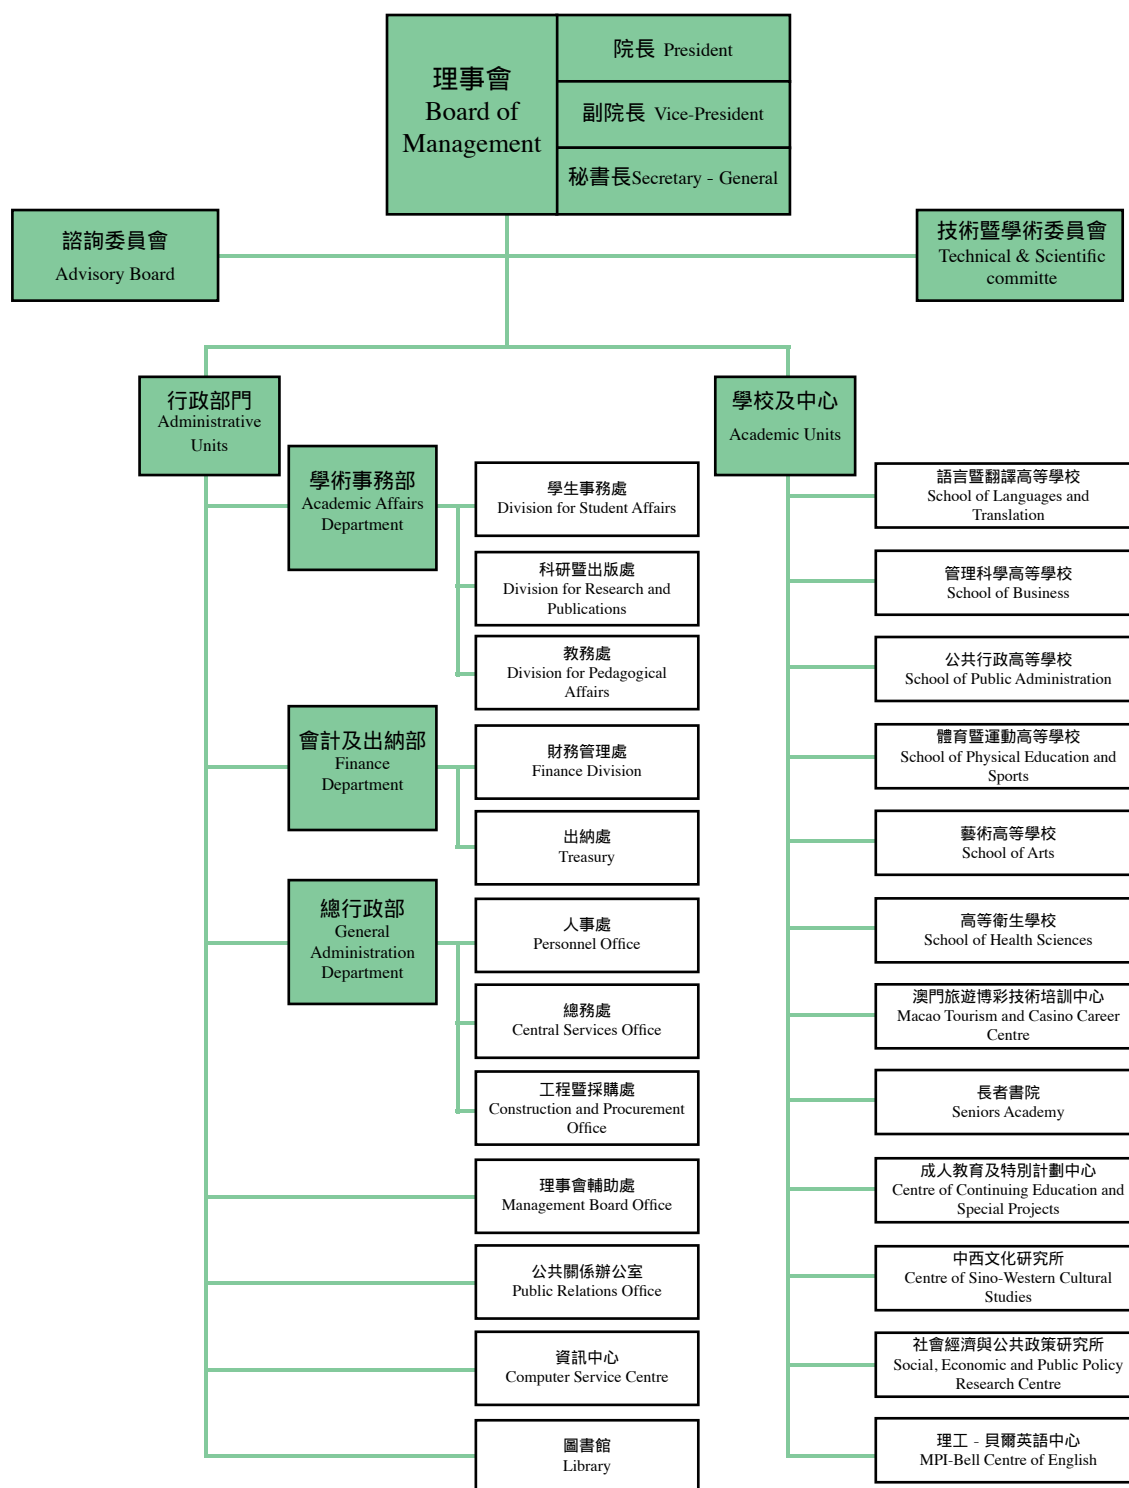 理事會
Board of
Management
院長 President
副院長 Vice-President
秘書長Secretary - General
諮詢委員會
Advisory Board
技術暨學術委員會
Technical & Scientific
committe
行政部門
Administrative
Units
學術事務部
Academic Affairs
Department
學生事務處
Division for Student Affairs
科研暨出版處
Division for Research and
Publications
教務處
Division for Pedagogical
Affairs
會計及出納部
Finance
Department
財務管理處
Finance Division
出納處
Treasury
總行政部
General
Administration
Department
人事處
Personnel Office
總務處
Central Services Office
工程暨採購處
Construction and Procurement
Office
理事會輔助處
Management Board Office
公共關係辦公室
Public Relations Office
資訊中心
Computer Service Centre
圖書館
Library
學校及中心
Academic Units
語言暨翻譯高等學校
School of Languages and
Translation
管理科學高等學校
School of Business
公共行政高等學校
School of Public Administration
體育暨運動高等學校
School of Physical Education and
Sports
藝術高等學校
School of Arts
高等衛生學校
School of Health Sciences
澳門旅遊博彩技術培訓中心
Macao Tourism and Casino Career
Centre
長者書院
Seniors Academy
成人教育及特別計劃中心
Centre of Continuing Education and
Special Projects
中西文化研究所
Centre of Sino-Western Cultural
Studies
社會經濟與公共政策研究所
Social, Economic and Public Policy
Research Centre
理工 - 貝爾英語中心
MPI-Bell Centre of English